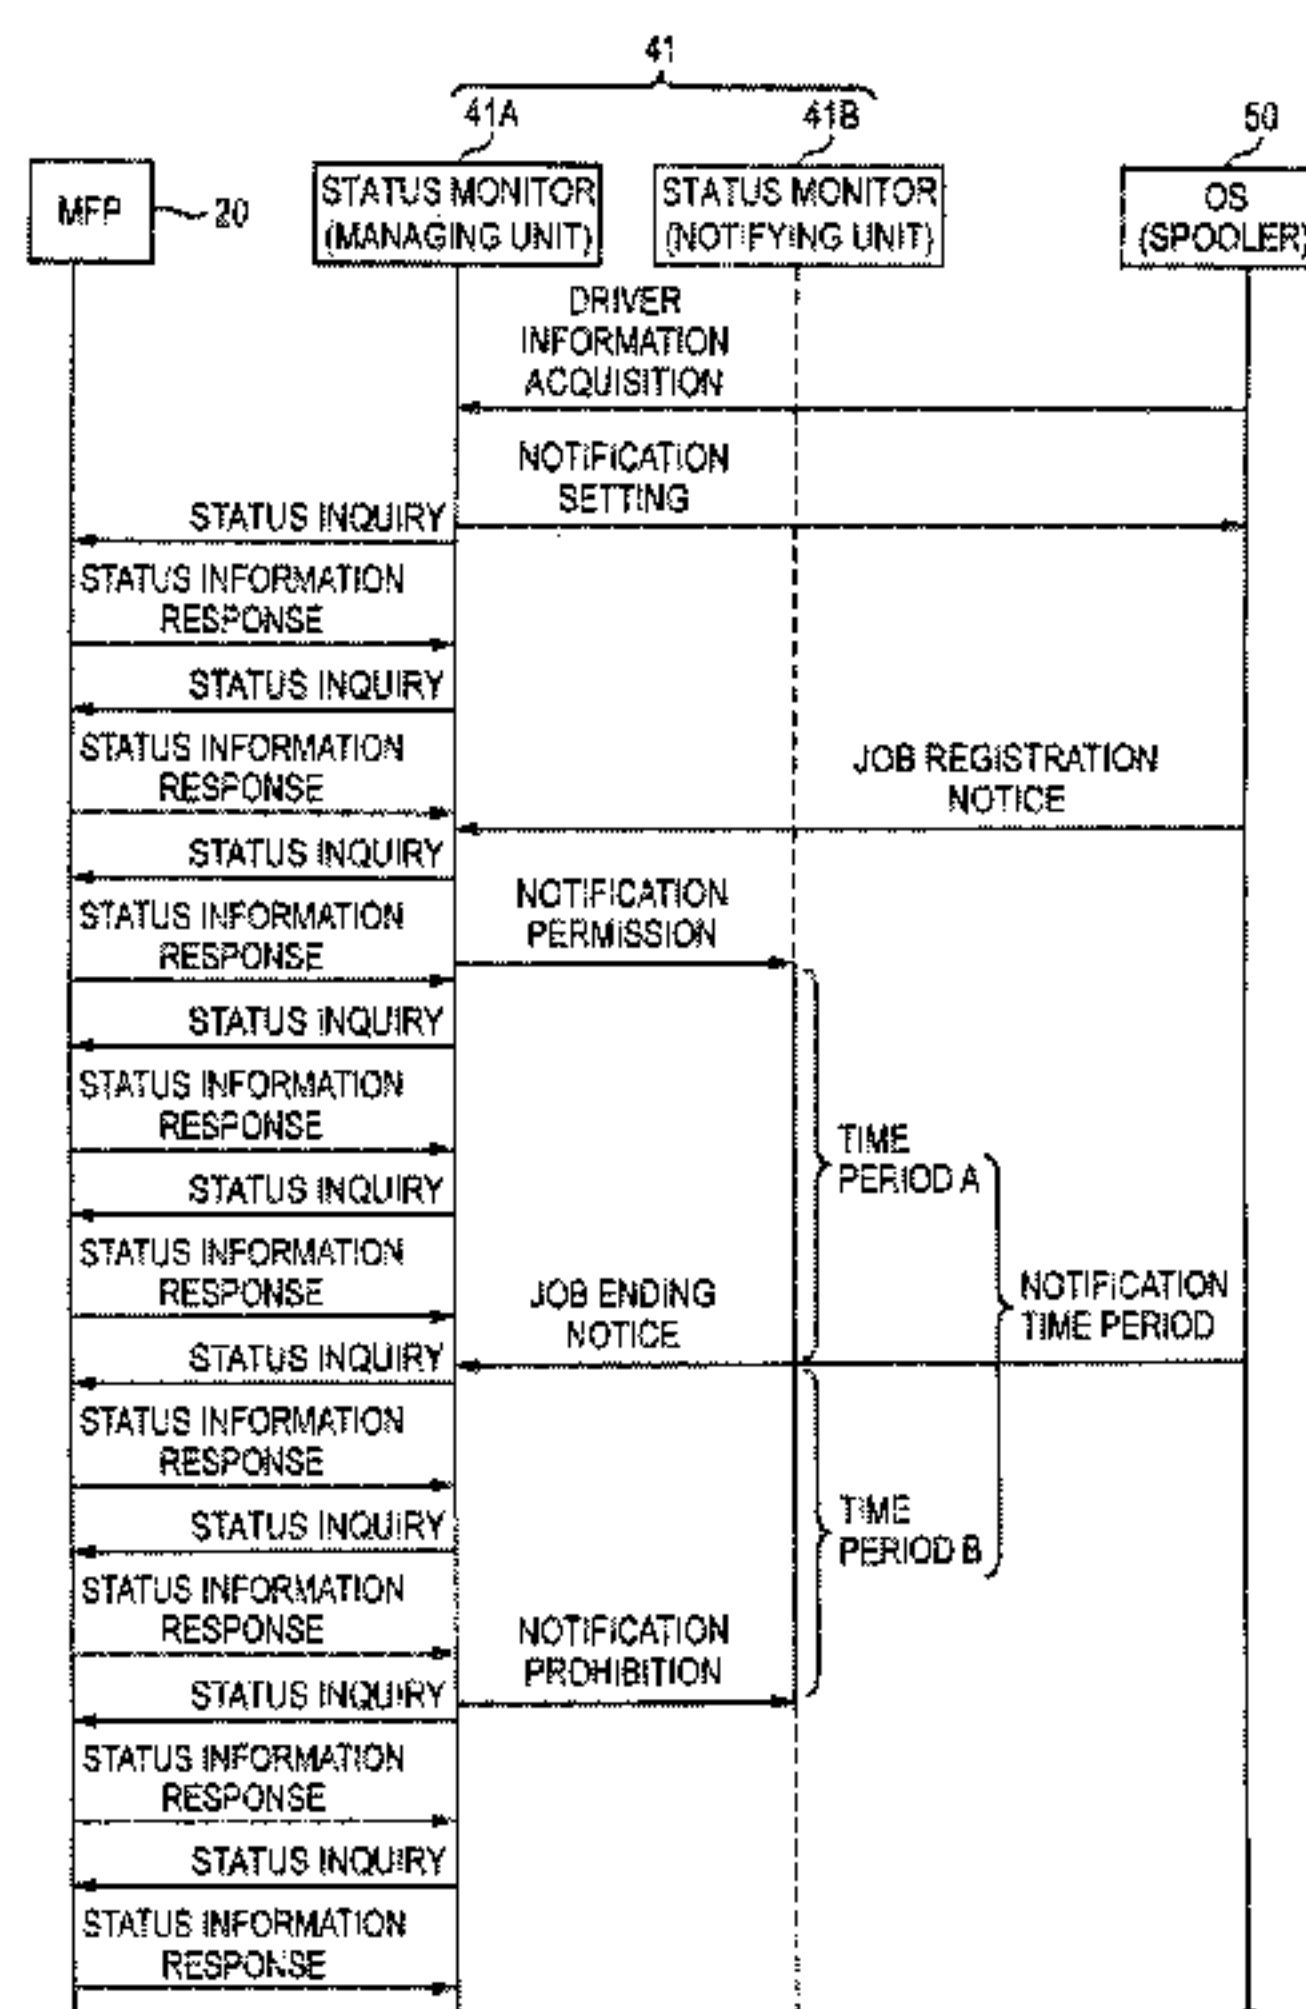 41
41A
41B
50
MFP
20
STATUS MONITOR
(MANAGING UNIT)
STATUS MONITOR
(NOTIFYING UNIT)
OS
(SPOOLER)
DRIVER
INFORMATION
ACQUISITION
NOTIFICATION
SETTING
STATUS INQUIRY
STATUS INFORMATION
RESPONSE
STATUS INQUIRY
STATUS INFORMATION
RESPONSE
JOB REGISTRATION
NOTICE
STATUS INQUIRY
STATUS INFORMATION
RESPONSE
NOTIFICATION
PERMISSION
STATUS INQUIRY
STATUS INFORMATION
RESPONSE
TIME
PERIOD A
STATUS INQUIRY
STATUS INFORMATION
RESPONSE
JOB ENDING
NOTICE
NOTIFICATION
TIME PERIOD
STATUS INQUIRY
STATUS INFORMATION
RESPONSE
STATUS INQUIRY
TIME
PERIOD B
STATUS INFORMATION
RESPONSE
NOTIFICATION
PROHIBITION
STATUS INQUIRY
STATUS INFORMATION
RESPONSE
STATUS INQUIRY
STATUS INFORMATION
RESPONSE